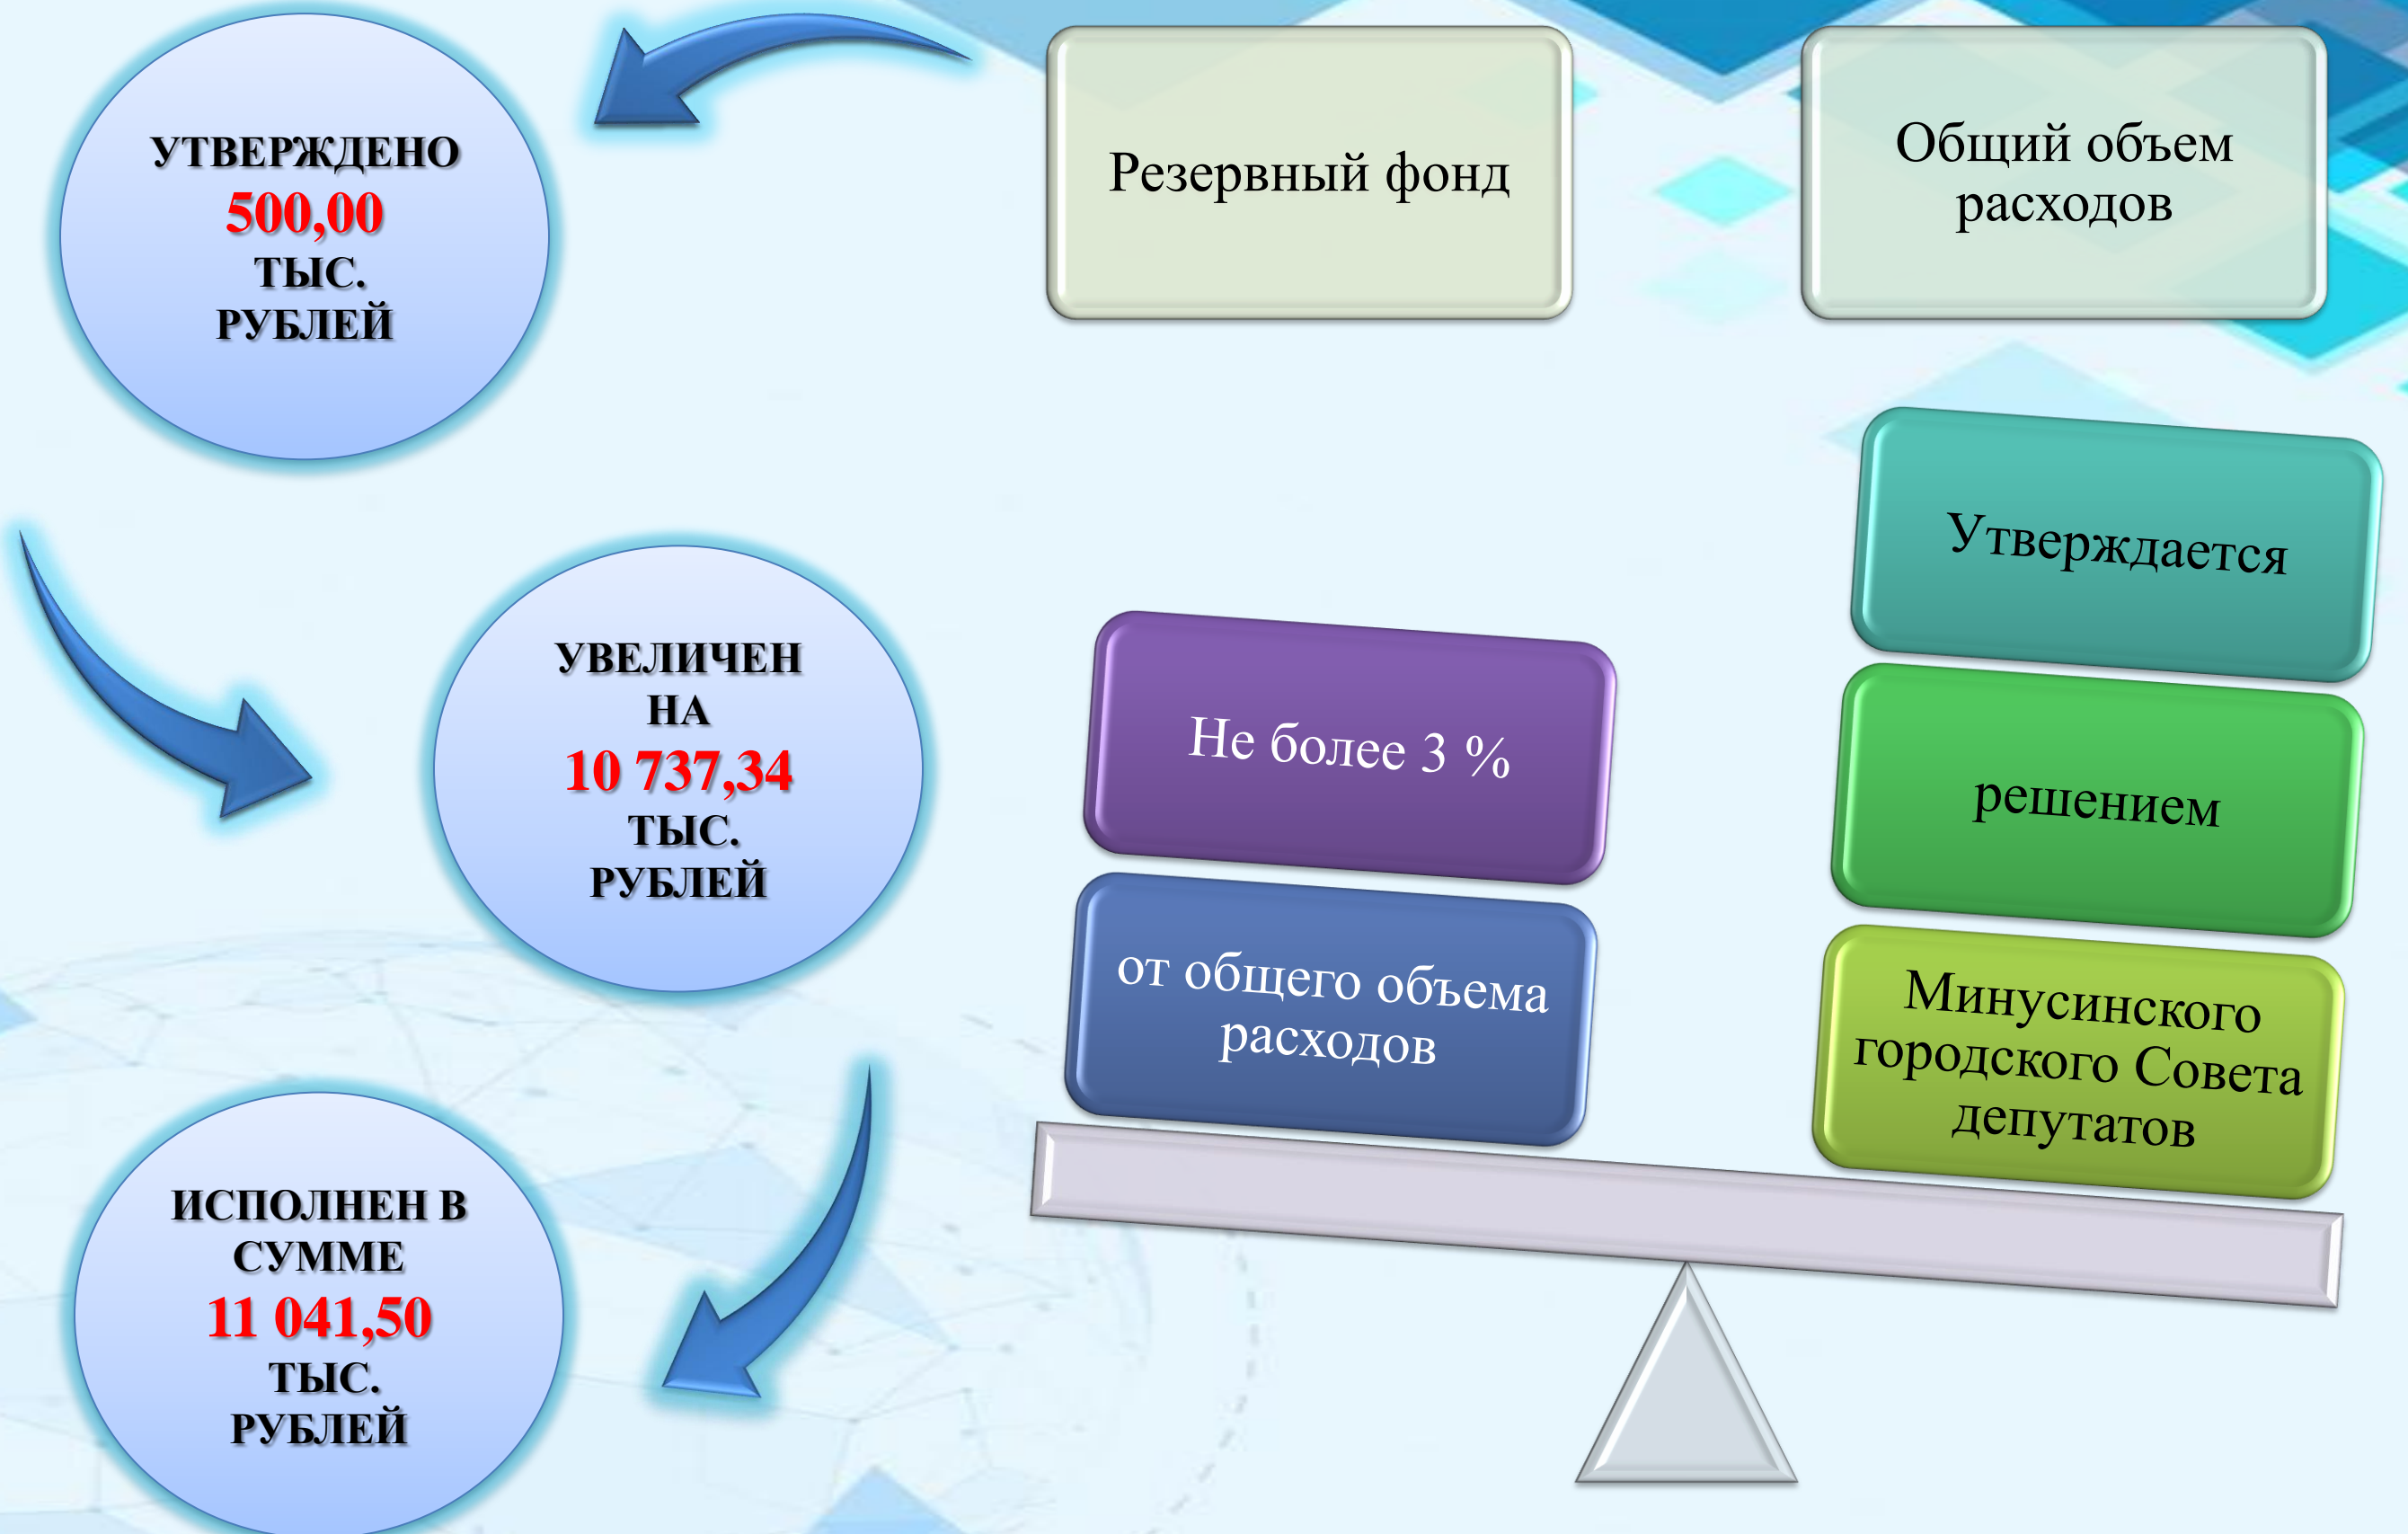 УТВЕРЖДЕНО
500,00
ТЫС.
РУБЛЕЙ
УВЕЛИЧЕН
НА
10 737,34
ТЫС.
РУБЛЕЙ
ИСПОЛНЕН В
СУММЕ
11 041,50
ТЫС.
РУБЛЕЙ
Резервный фонд
Не более 3 %
от общего объема
расходов
Общий объем
расходов
Утверждается
решением
Минусинского
городского Совета
депутатов